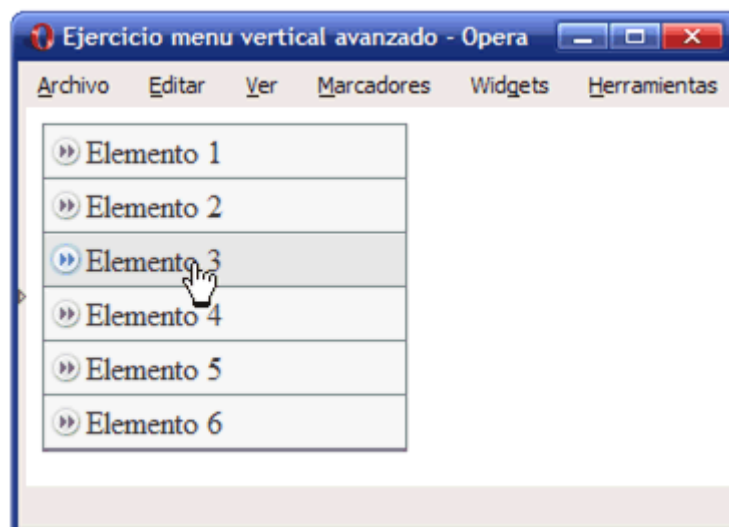 Ejercicio menu vertical avanzado - Opera
Archivo Editar Ver Marcadores Widgets Herramientas
Elemento 1
Elemento 2
Elemento 3
Elemento 4
Elemento 5
Elemento 6